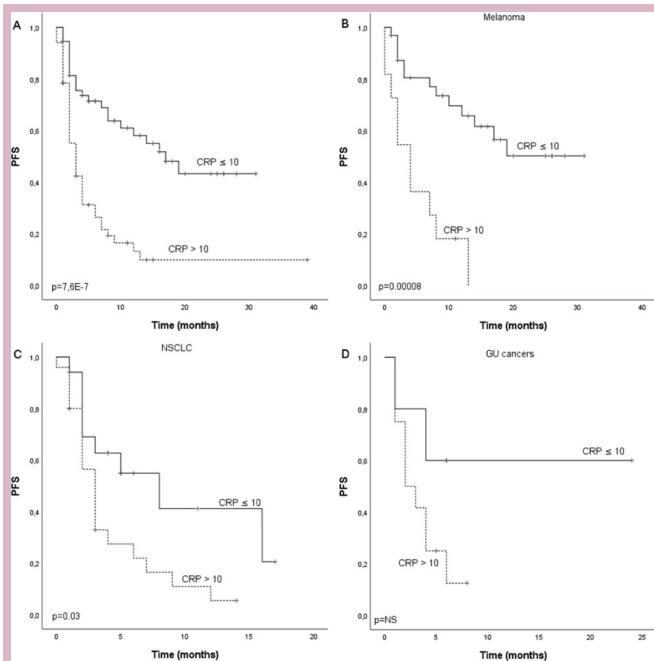 A
1,0
0,8
0,6
0,4
0,2
0,0
PFS
CRP ≤ 10
CRP > 10
p=7,6E-7
0 10 20 30 40
Time (months)
B
Melanoma
1,0
0,8
0,6
0,4
0,2
0,0
PFS
CRP ≤ 10
CRP > 10
p=0.00008
0 10 20 30 40
Time (months)
C
NSCLC
1,0
0,8
0,6
0,4
0,2
0,0
PFS
CRP ≤ 10
CRP > 10
p=0.03
0 5 10 15 20
Time (months)
D
GU cancers
1,0
0,8
0,6
0,4
0,2
0,0
PFS
CRP ≤ 10
CRP > 10
p=NS
0 5 10 15 20 25
Time (months)